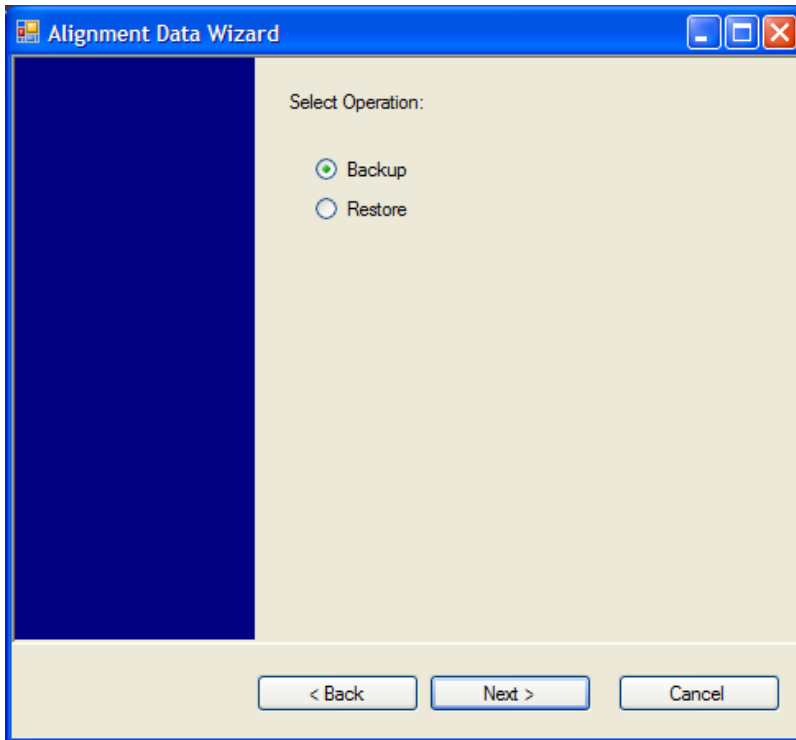 Alignment Data Wizard
Select Operation:
Backup
Restore
< Back Next > Cancel